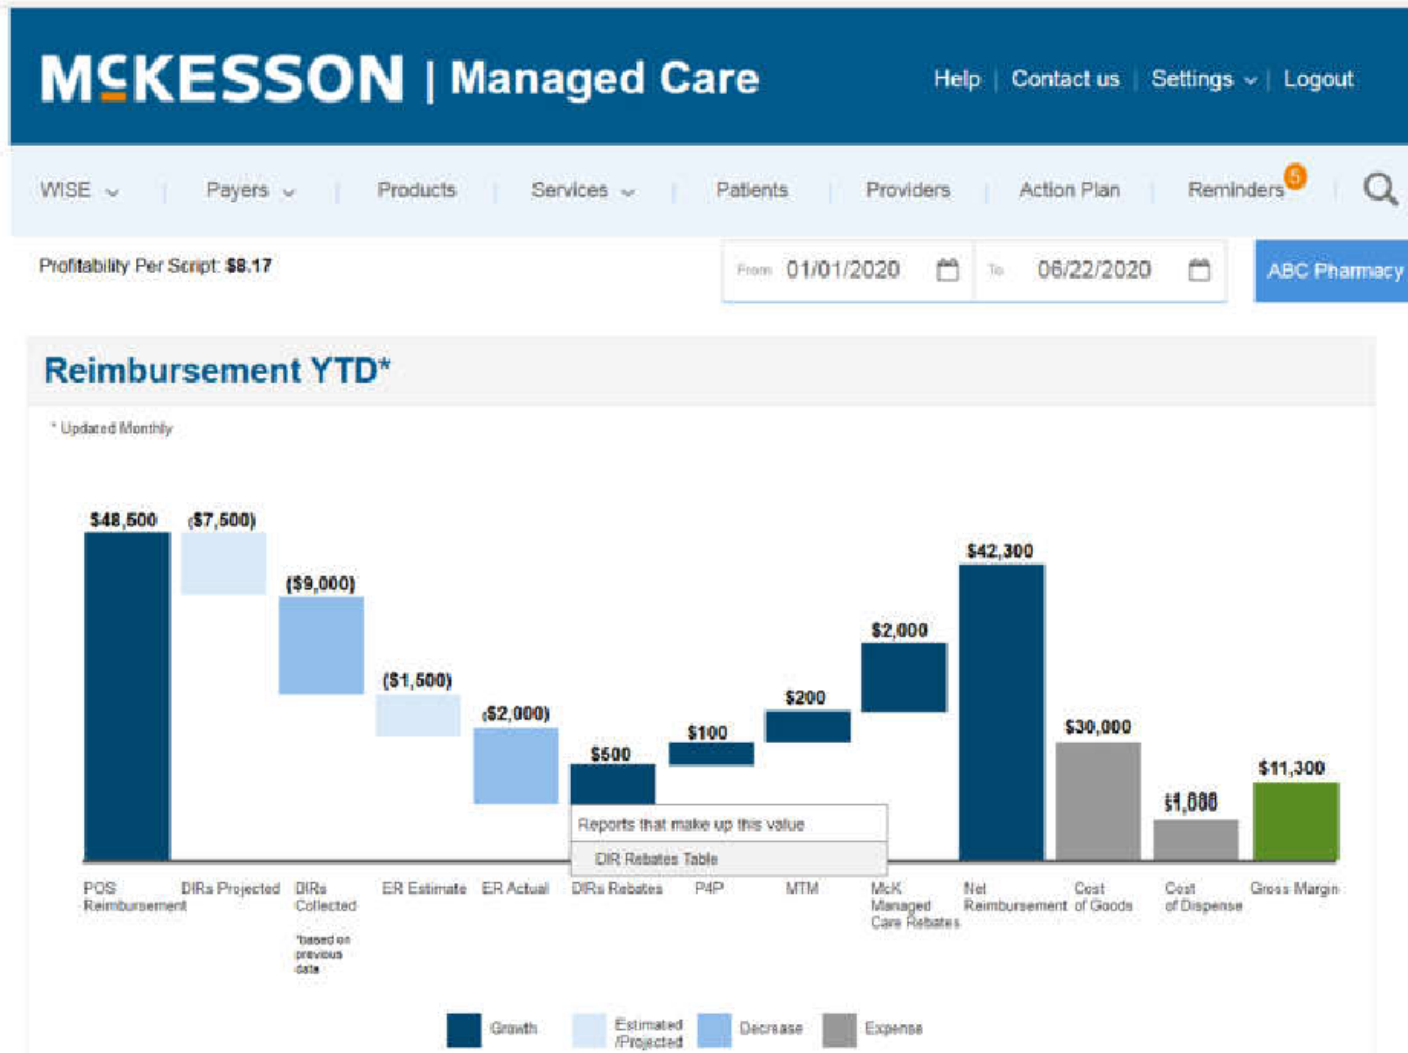 MCKESSON | Managed Care
Help | Contact us | Settings | Logout
WISE Payers Products Services Patients Providers Action Plan Reminders 5
Profitability Per Script: $8.17
From 01/01/2020 To 06/22/2020
ABC Pharmacy
Reimbursement YTD*
* Updated Monthly
$48,500 ($7,500)
($9,000)
($1,500)
($2,000)
$500
$100
$200
$2,000
$42,300
$30,000
$11,300
Reports that make up this value
DIR Rebates Table
POS Reimbursement
DIRs Projected
DIRs Collected
*based on
previous
data
ER Estimate
ER Actual
DIRs Rebates
P4P
MTM
McK
Managed
Care Rebates
Net
Reimbursement
Cost
of Goods
Cost
of Dispense
Gross Margin
Growth
Estimated
/Projected
Decrease
Expense